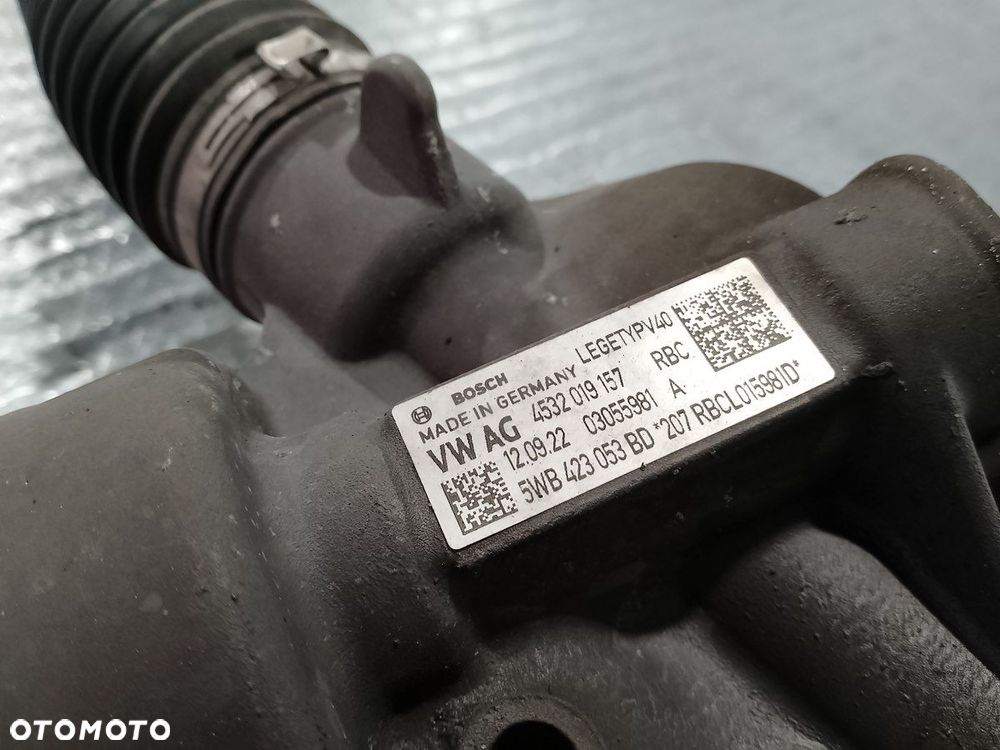 BOSCH
MADE IN GERMANY LEGETYPV40
VW AG 4532 019 157 RBC
12.09.22 03055981 A
5WB 423 053 BD *207 RBCL015981D*
OTOMOTO